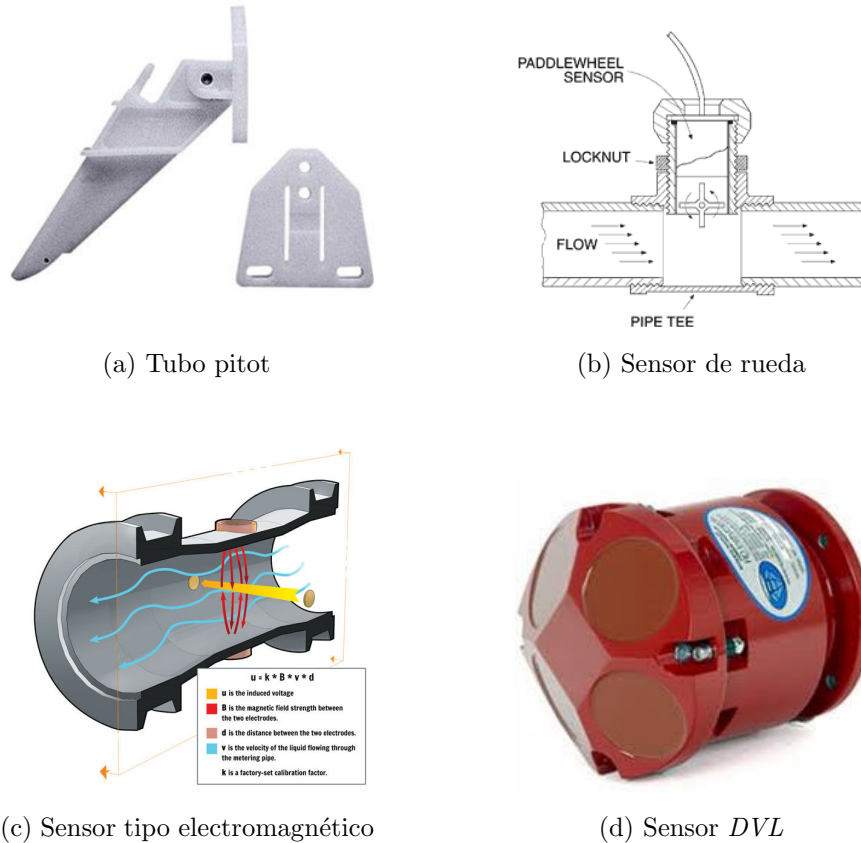 PADDLEWHEEL
SENSOR
LOCKNUT
FLOW
PIPE TEE
(a) Tubo pitot
(b) Sensor de rueda
u = k * B * v * d
u is the induced voltage
B is the magnetic field strength between
the two electrodes.
d is the distance between the two electrodes.
v is the velocity of the liquid flowing through
the metering pipe.
k is a factory-set calibration factor.
(c) Sensor tipo electromagnético
(d) Sensor DVL